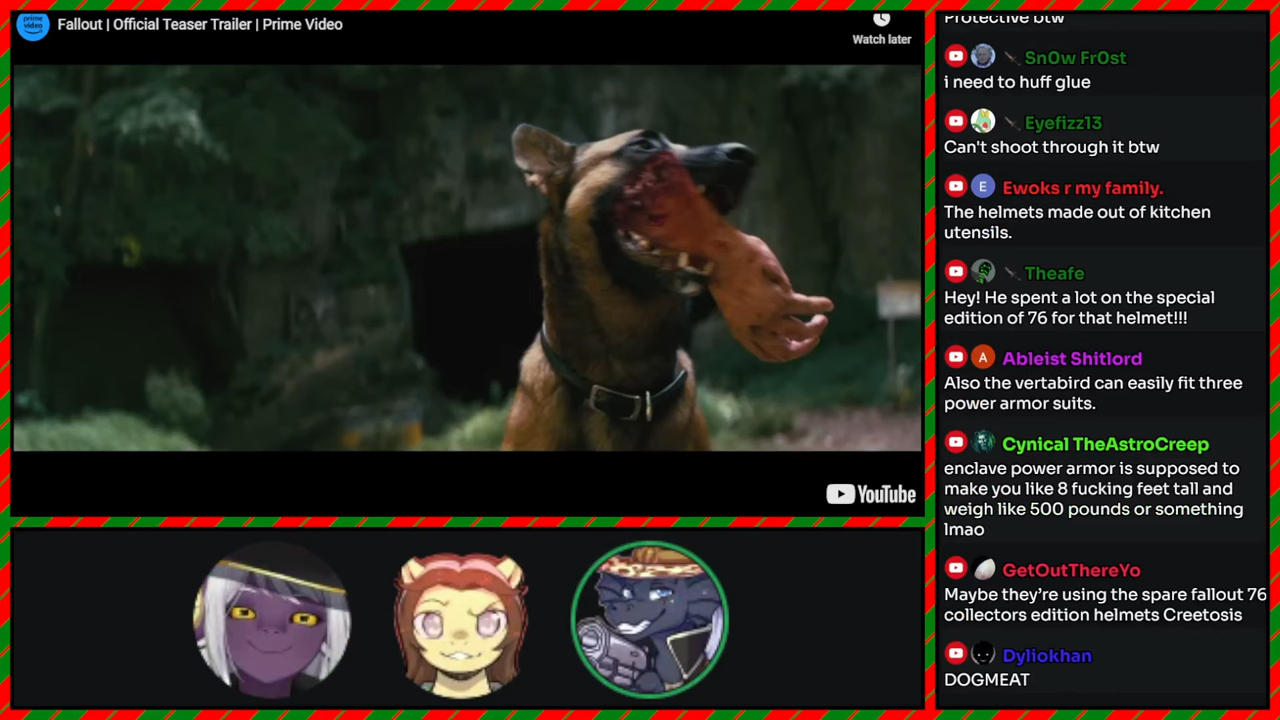 prime video
Fallout | Official Teaser Trailer | Prime Video
Watch later
YouTube
Protective btw
Sn0w Fr0st
i need to huff glue
Eyefizz13
Can't shoot through it btw
E
Ewoks r my family.
The helmets made out of kitchen
utensils.
Theafe
Hey! He spent a lot on the special
edition of 76 for that helmet!!!
A
Ableist Shitlord
Also the vertabird can easily fit three
power armor suits.
Cynical TheAstroCreep
enclave power armor is supposed to
make you like 8 fucking feet tall and
weigh like 500 pounds or something
lmao
GetOutThereYo
Maybe they’re using the spare fallout 76
collectors edition helmets Creetosis
Dyliokhan
DOGMEAT